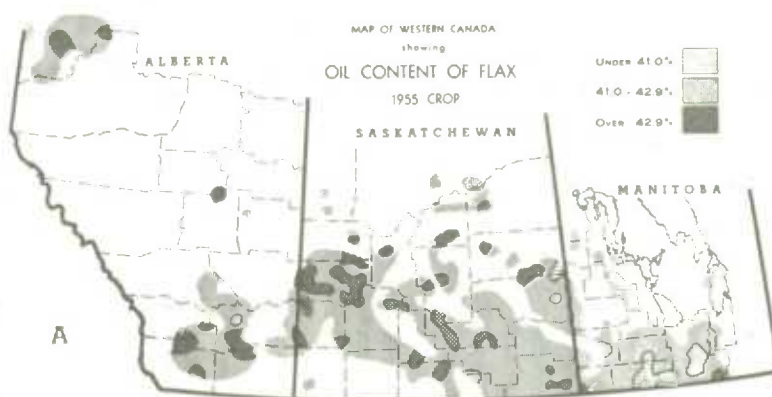 MAP OF WESTERN CANADA
showing
OIL CONTENT OF FLAX
1955 CROP
UNDER 41.0%
41.0 - 42.9%
OVER 42.9%
ALBERTA
SASKATCHEWAN
MANITOBA
A